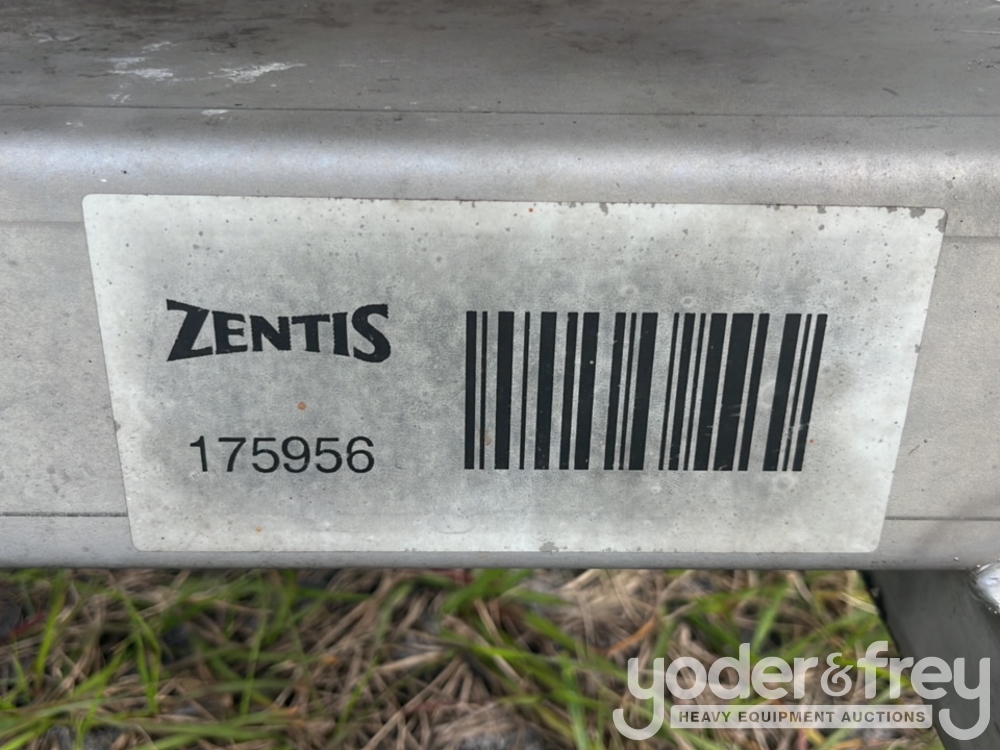 ZENTIS
175956
yoder&frey
HEAVY EQUIPMENT AUCTIONS